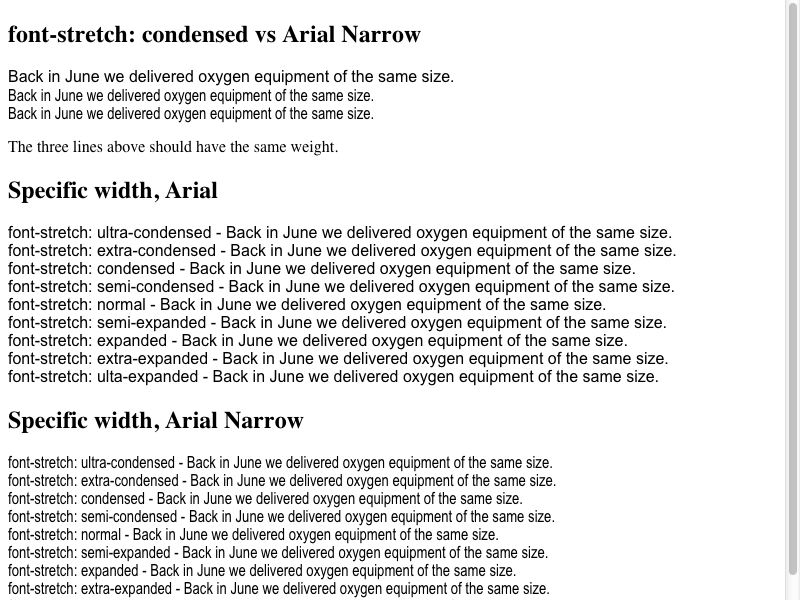 font-stretch: condensed vs Arial Narrow
Back in June we delivered oxygen equipment of the same size.
Back in June we delivered oxygen equipment of the same size.
Back in June we delivered oxygen equipment of the same size.
The three lines above should have the same weight.
Specific width, Arial
font-stretch: ultra-condensed - Back in June we delivered oxygen equipment of the same size.
font-stretch: extra-condensed - Back in June we delivered oxygen equipment of the same size.
font-stretch: condensed - Back in June we delivered oxygen equipment of the same size.
font-stretch: semi-condensed - Back in June we delivered oxygen equipment of the same size.
font-stretch: normal - Back in June we delivered oxygen equipment of the same size.
font-stretch: semi-expanded - Back in June we delivered oxygen equipment of the same size.
font-stretch: expanded - Back in June we delivered oxygen equipment of the same size.
font-stretch: extra-expanded - Back in June we delivered oxygen equipment of the same size.
font-stretch: ulta-expanded - Back in June we delivered oxygen equipment of the same size.
Specific width, Arial Narrow
font-stretch: ultra-condensed - Back in June we delivered oxygen equipment of the same size.
font-stretch: extra-condensed - Back in June we delivered oxygen equipment of the same size.
font-stretch: condensed - Back in June we delivered oxygen equipment of the same size.
font-stretch: semi-condensed - Back in June we delivered oxygen equipment of the same size.
font-stretch: normal - Back in June we delivered oxygen equipment of the same size.
font-stretch: semi-expanded - Back in June we delivered oxygen equipment of the same size.
font-stretch: expanded - Back in June we delivered oxygen equipment of the same size.
font-stretch: extra-expanded - Back in June we delivered oxygen equipment of the same size.